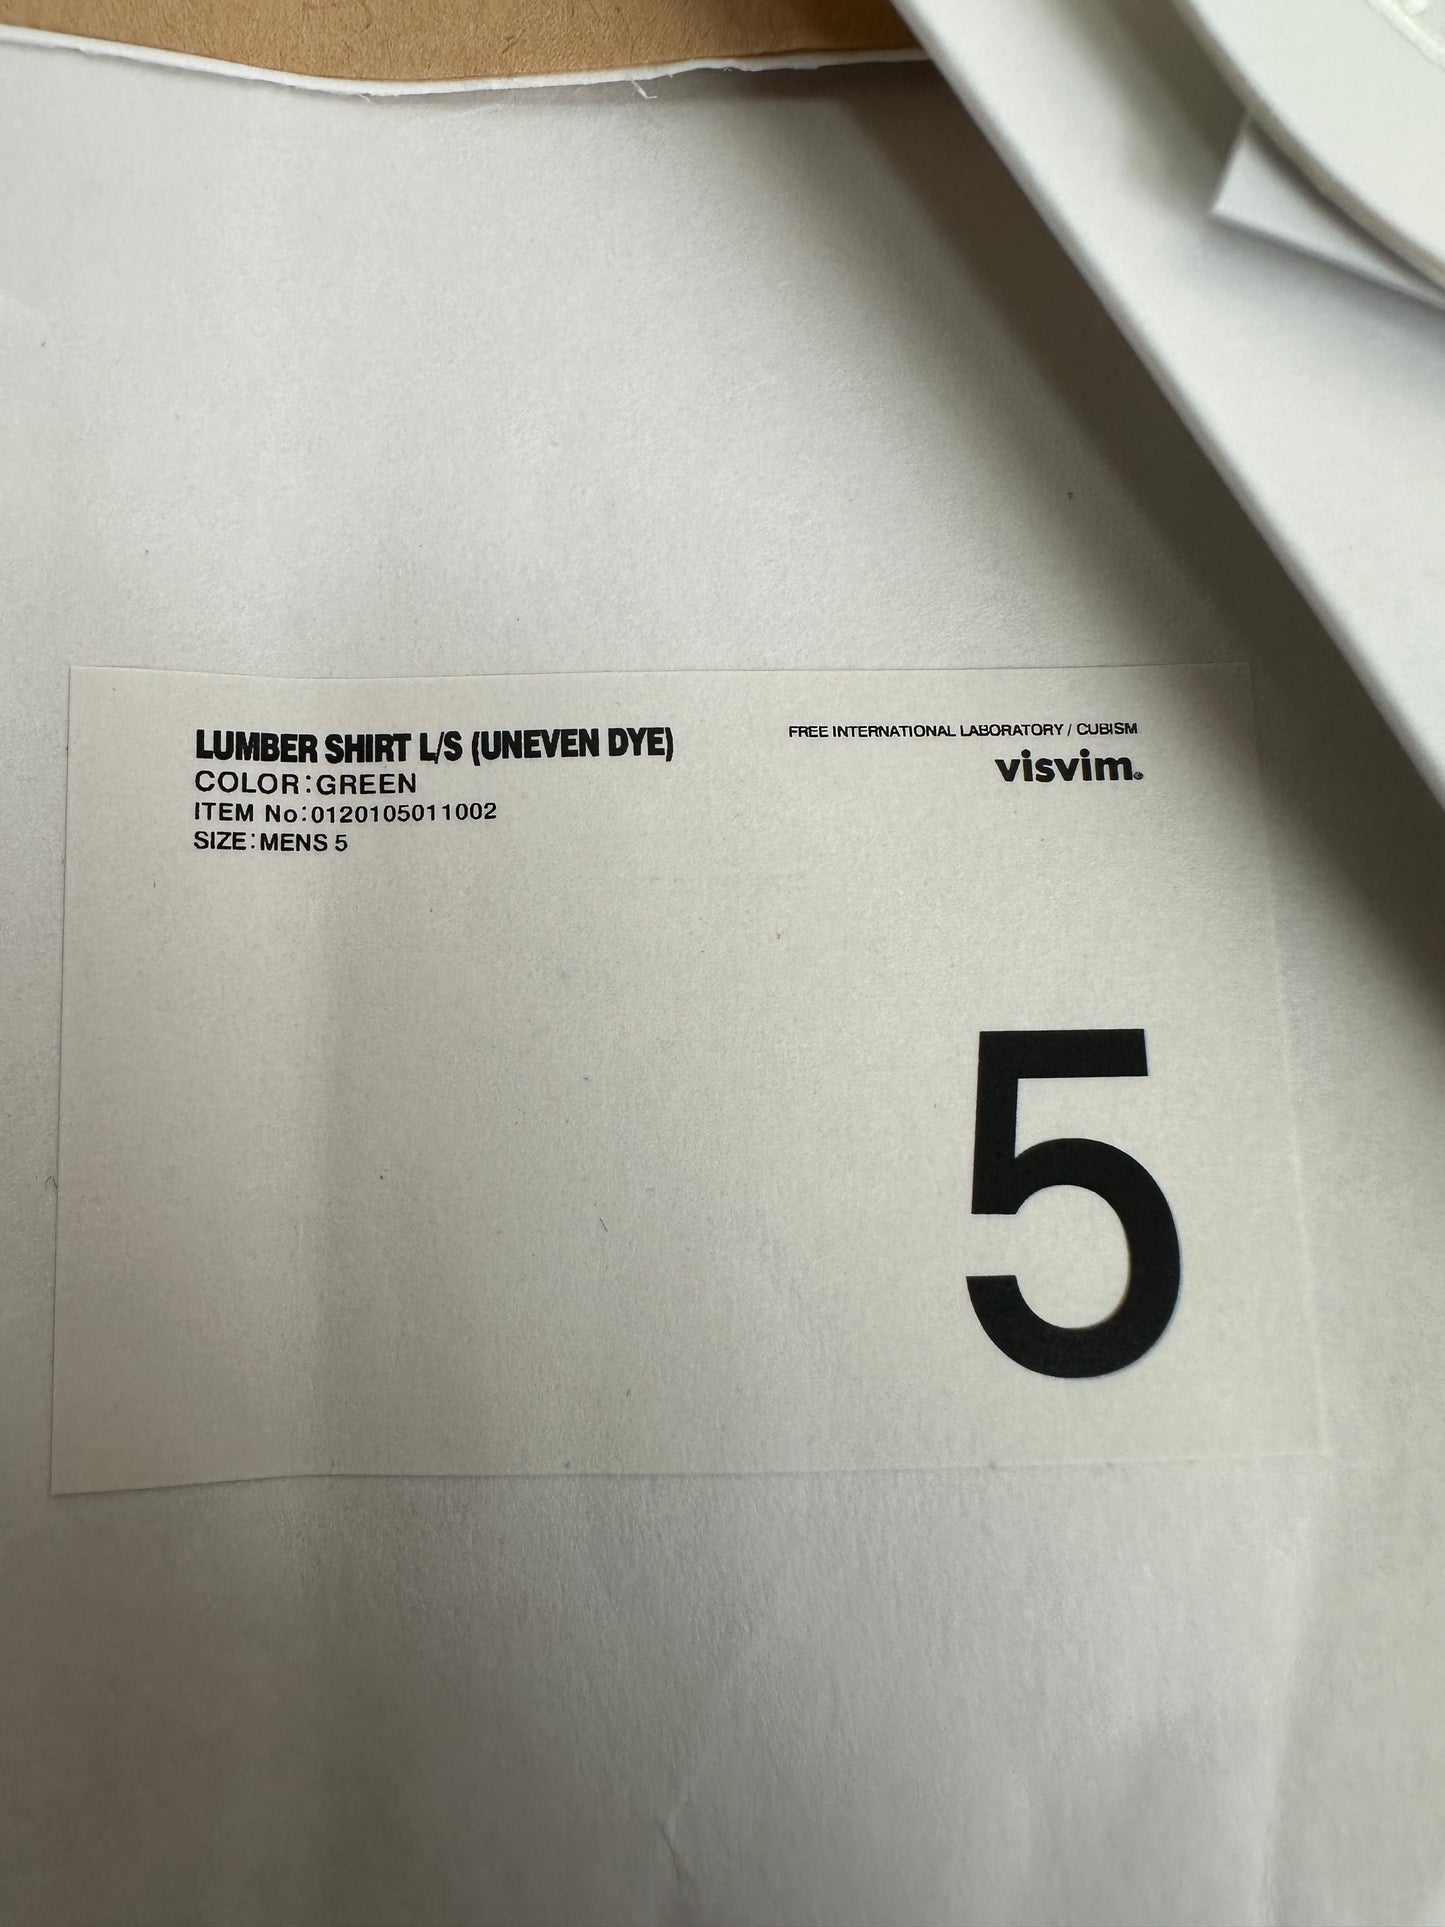 LUMBER SHIRT L/S (UNEVEN DYE)
COLOR:GREEN
ITEM No:0120105011002
SIZE:MENS 5
FREE INTERNATIONAL LABORATORY / CUBISM
visvim.
5